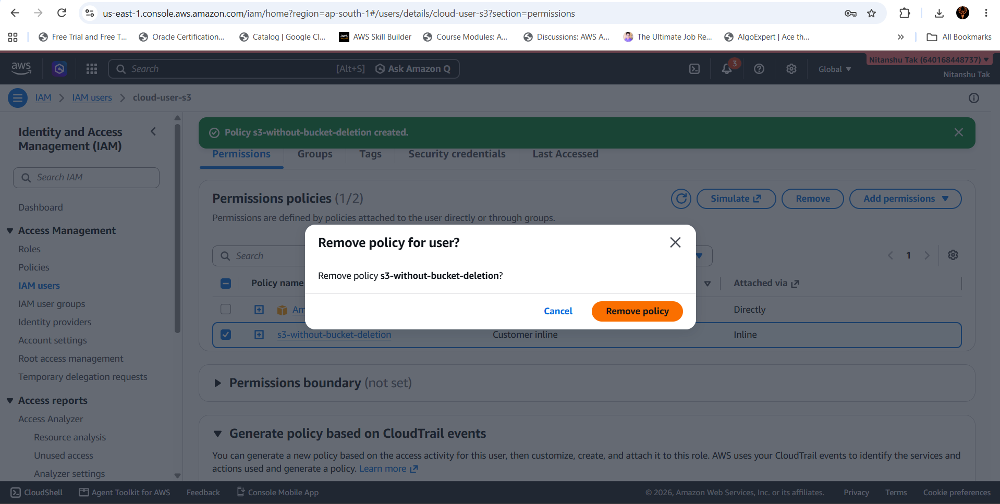 us-east-1.console.aws.amazon.com/iam/home?region=ap-south-1#/users/details/cloud-user-s3?section=permissions
Free Trial and Free T...
Oracle Certification...
Catalog | Google Cl...
aws
AWS Skill Builder
Course Modules: A...
Discussions: AWS A...
The Ultimate Job Re...
AlgoExpert | Ace th...
All Bookmarks
aws
Search
[Alt+S]
Ask Amazon Q
3
Global
Nitanshu Tak (640168448737)
Nitanshu Tak
IAM
IAM users
cloud-user-s3
Identity and Access
Management (IAM)
Search IAM
Dashboard
Access Management
Roles
Policies
IAM users
IAM user groups
Identity providers
Account settings
Root access management
Temporary delegation requests
Access reports
Access Analyzer
Resource analysis
Unused access
Analyzer settings
Policy s3-without-bucket-deletion created.
Permissions
Groups
Tags
Security credentials
Last Accessed
Permissions policies (1/2)
Simulate
Remove
Add permissions
Permissions are defined by policies attached to the user directly or through groups.
Search
1
Policy name
Attached via
Am
Directly
s3-without-bucket-deletion
Customer inline
Inline
Remove policy for user?
Remove policy s3-without-bucket-deletion?
Cancel
Remove policy
Permissions boundary (not set)
Generate policy based on CloudTrail events
You can generate a new policy based on the access activity for this user, then customize, create, and attach it to this role. AWS uses your CloudTrail events to identify the services and
actions used and generate a policy. Learn more
CloudShell
Agent Toolkit for AWS
Feedback
Console Mobile App
© 2026, Amazon Web Services, Inc. or its affiliates.
Privacy
Terms
Cookie preferences